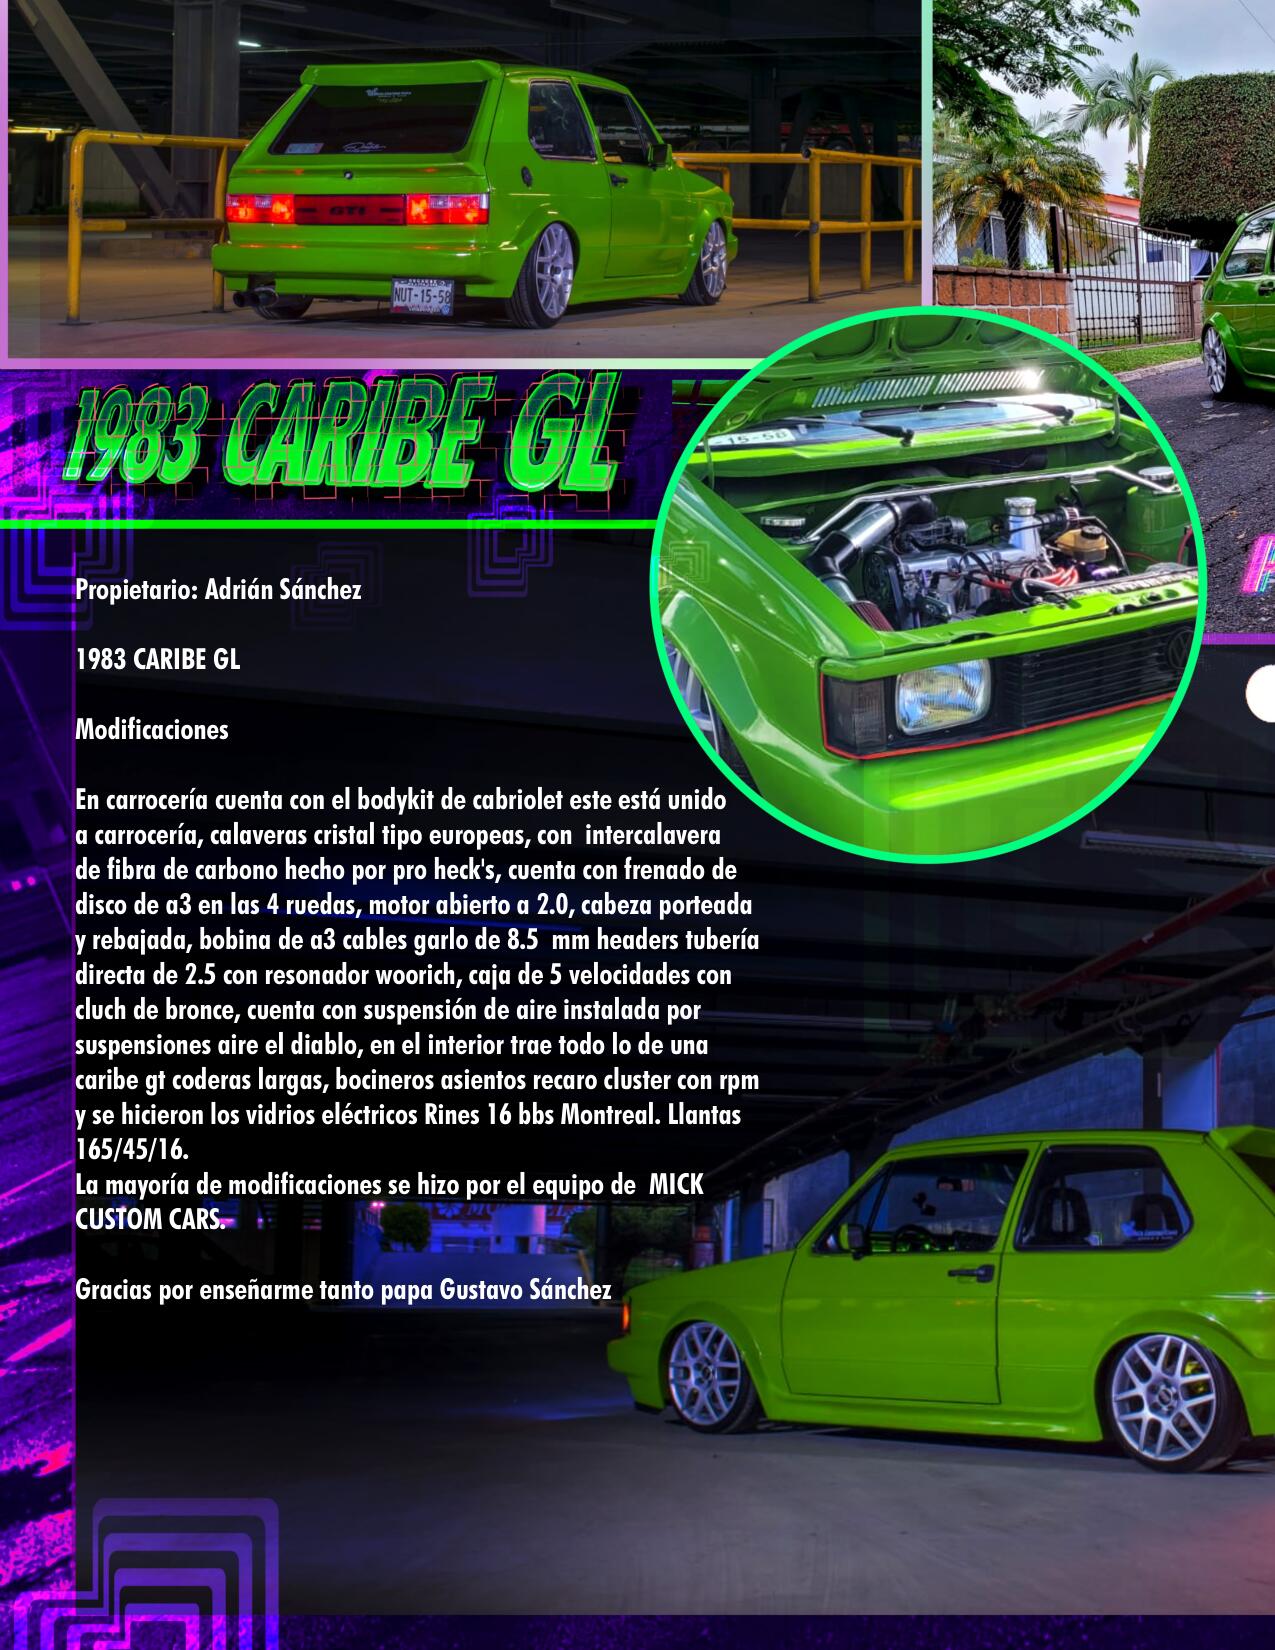 GTI
NUT-15-58
1983 CARIBE GL
15-58
Propietario: Adrián Sánchez
1983 CARIBE GL
Modificaciones
En carrocería cuenta con el bodykit de cabriolet este está unido
a carrocería, calaveras cristal tipo europeas, con  intercalavera
de fibra de carbono hecho por pro heck's, cuenta con frenado de
disco de a3 en las 4 ruedas, motor abierto a 2.0, cabeza porteada
y rebajada, bobina de a3 cables garlo de 8.5  mm headers tubería
directa de 2.5 con resonador woorich, caja de 5 velocidades con
cluch de bronce, cuenta con suspensión de aire instalada por
suspensiones aire el diablo, en el interior trae todo lo de una
caribe gt coderas largas, bocineros asientos recaro cluster con rpm
y se hicieron los vidrios eléctricos Rines 16 bbs Montreal. Llantas
165/45/16.
La mayoría de modificaciones se hizo por el equipo de  MICK
CUSTOM CARS.
Gracias por enseñarme tanto papa Gustavo Sánchez